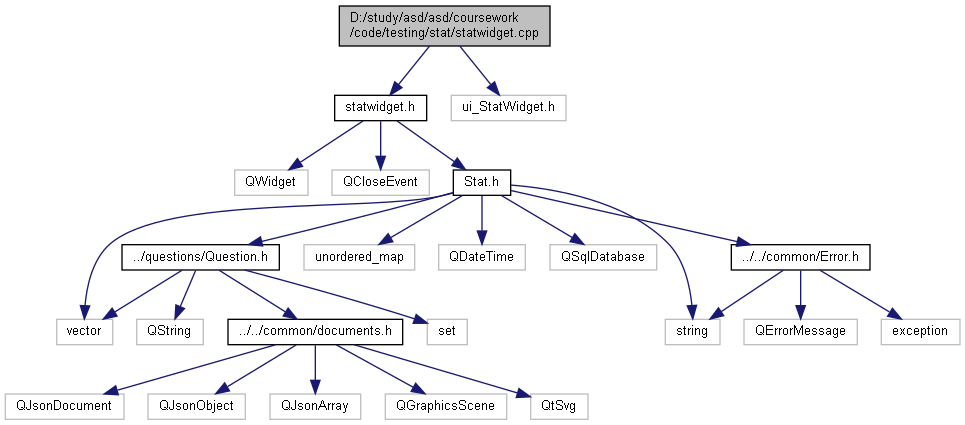 D:/study/asd/asd/coursework
/code/testing/stat/statwidget.cpp
statwidget.h
ui_StatWidget.h
QWidget
QCloseEvent
Stat.h
../questions/Question.h
unordered_map
QDateTime
QSqlDatabase
../../common/Error.h
vector
QString
../../common/documents.h
set
string
QErrorMessage
exception
QJsonDocument
QJsonObject
QJsonArray
QGraphicsScene
QtSvg